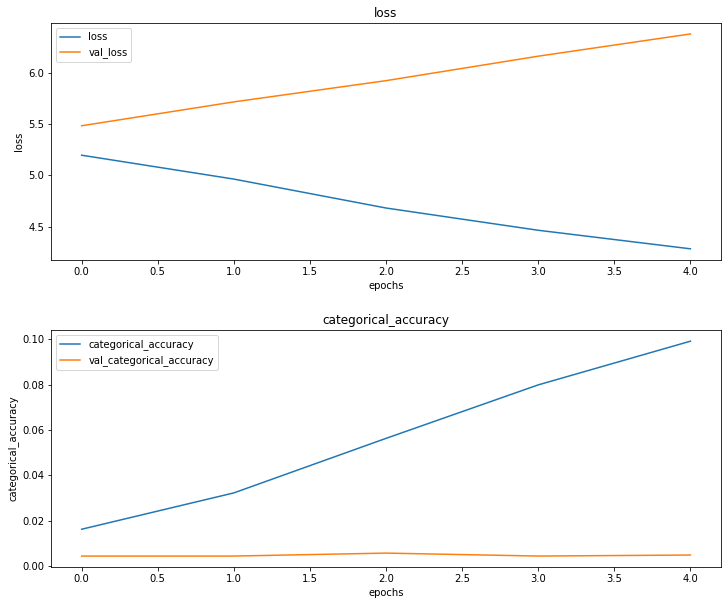 loss
loss
val_loss
6.0
5.5
5.0
4.5
loss
0.0 0.5 1.0 1.5 2.0 2.5 3.0 3.5 4.0
epochs
categorical_accuracy
categorical_accuracy
val_categorical_accuracy
0.10
0.08
0.06
0.04
0.02
0.00
categorical_accuracy
0.0 0.5 1.0 1.5 2.0 2.5 3.0 3.5 4.0
epochs